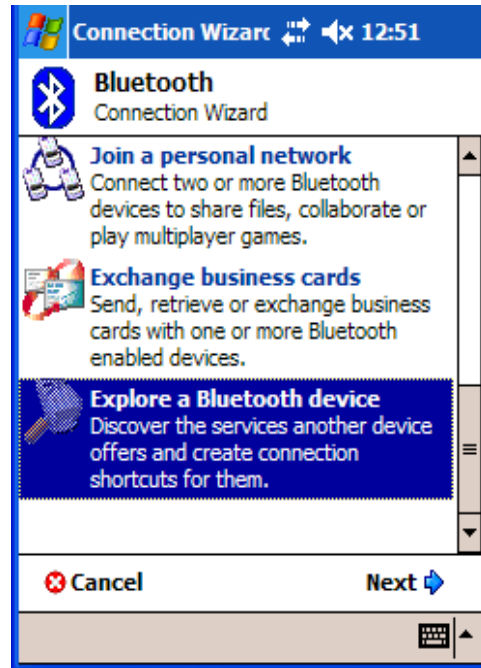 Connection Wizarc 12:51
Bluetooth
Connection Wizard
Join a personal network
Connect two or more Bluetooth
devices to share files, collaborate or
play multiplayer games.
Exchange business cards
Send, retrieve or exchange business
cards with one or more Bluetooth
enabled devices.
Explore a Bluetooth device
Discover the services another device
offers and create connection
shortcuts for them.
Cancel Next